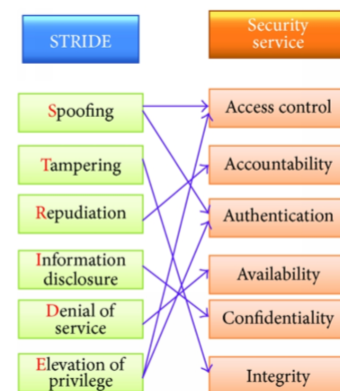 STRIDE
Security
service
Spoofing
Access control
Tampering
Accountability
Repudiation
Authentication
Information
disclosure
Availability
Denial of
service
Confidentiality
Elevation of
privilege
Integrity